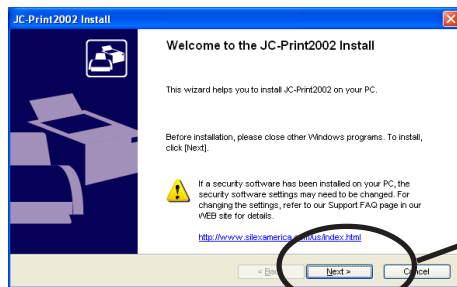 JC-Print2002 Install
Welcome to the JC-Print2002 Install
This wizard helps you to install JC-Print2002 on your PC.
Before installation, please close other Windows programs. To install,
click [Next].
If a security software has been installed on your PC, the
security software settings may need to be changed. For
changing the settings, refer to our Support FAQ page in our
WEB site for details.
http://www.silexamerica.com/us/index.html
< Back Next > Cancel